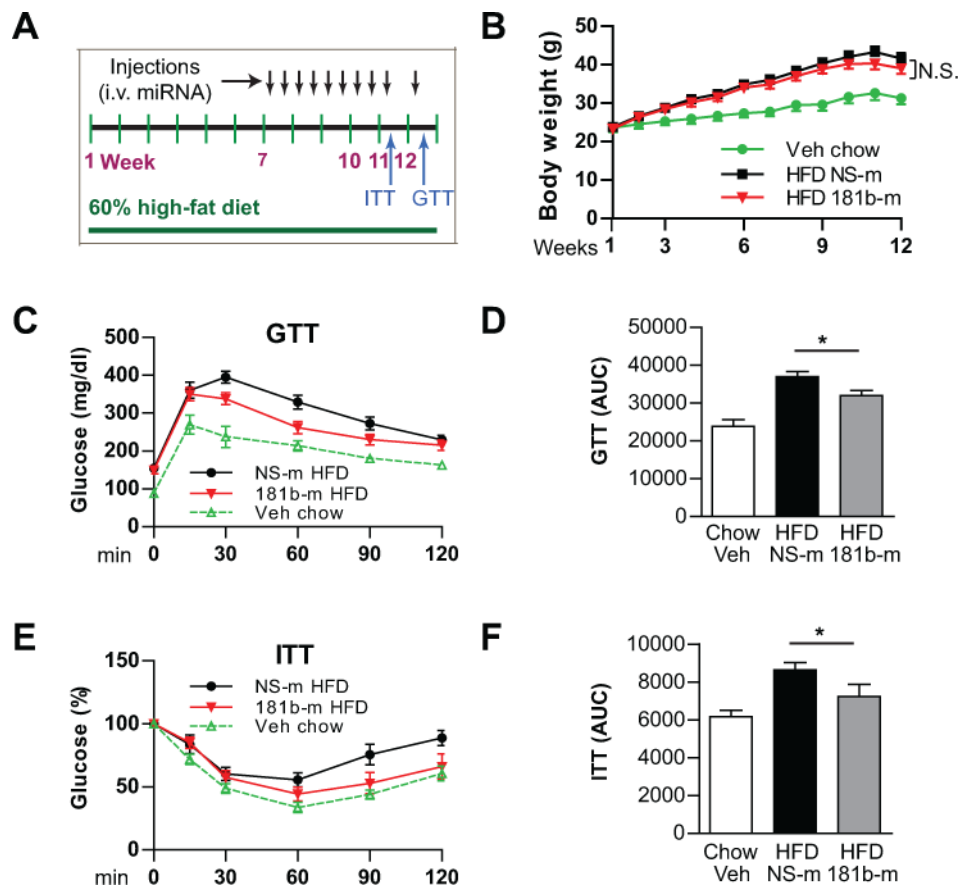 A
Injections
(i.v. miRNA)
1 Week 7 10 11 12
ITT GTT
60% high-fat diet
B
Body weight (g)
50
40
30
20
10
0
N.S.
Veh chow
HFD NS-m
HFD 181b-m
Weeks 1 3 6 9 12
C
GTT
Glucose (mg/dl)
500
400
300
200
100
0
NS-m HFD
181b-m HFD
Veh chow
min 0 30 60 90 120
D
GTT (AUC)
50000
40000
30000
20000
10000
0
*
Chow HFD HFD
Veh NS-m 181b-m
E
ITT
Glucose (%)
150
100
50
0
NS-m HFD
181b-m HFD
Veh chow
min 0 30 60 90 120
F
ITT (AUC)
10000
8000
6000
4000
2000
0
*
Chow HFD HFD
Veh NS-m 181b-m